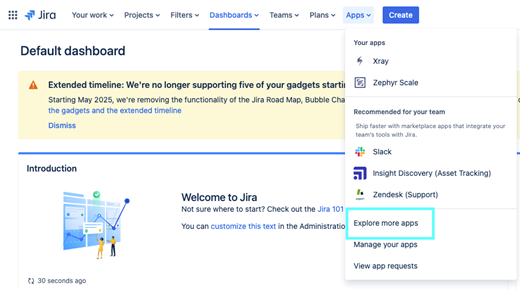 Jira
Your work
Projects
Filters
Dashboards
Teams
Plans
Apps
Create
Default dashboard
Extended timeline: We're no longer supporting five of your gadgets starti
Starting May 2025, we're removing the functionality of the Jira Road Map, Bubble Cha
the gadgets and the extended timeline
Dismiss
Introduction
Welcome to Jira
Not sure where to start? Check out the Jira 101
You can customize this text in the Administratio
30 seconds ago
Your apps
Xray
Zephyr Scale
Recommended for your team
Ship faster with marketplace apps that integrate your
team's tools with Jira.
Slack
Insight Discovery (Asset Tracking)
Zendesk (Support)
Explore more apps
Manage your apps
View app requests